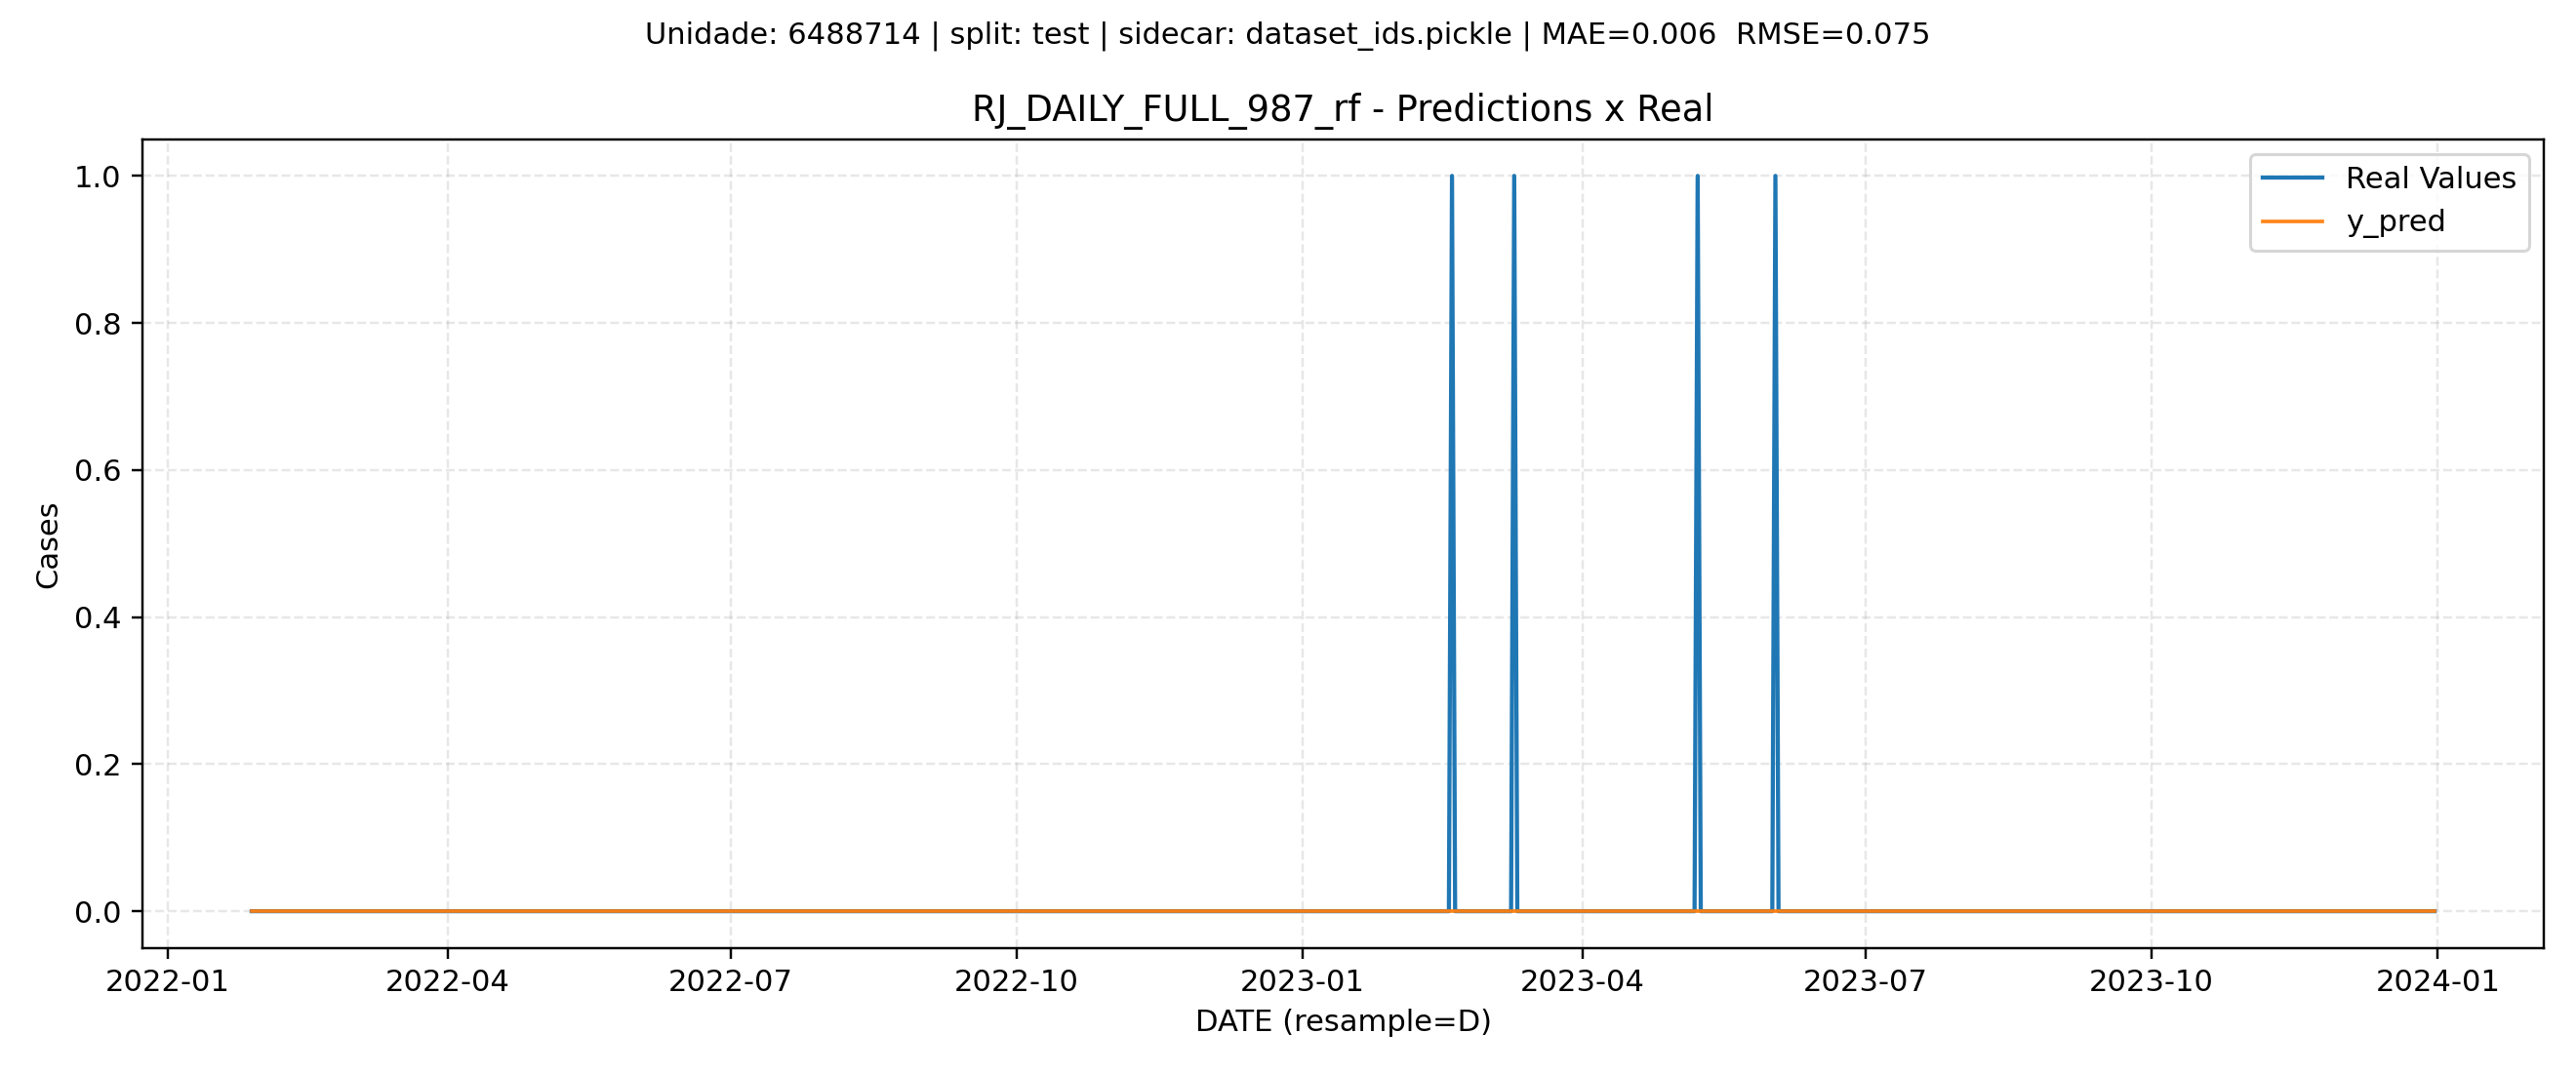 Unidade: 6488714 | split: test | sidecar: dataset_ids.pickle | MAE=0.006  RMSE=0.075
RJ_DAILY_FULL_987_rf - Predictions x Real
Real Values
y_pred
Cases
1.0
0.8
0.6
0.4
0.2
0.0
2022-01
2022-04
2022-07
2022-10
2023-01
2023-04
2023-07
2023-10
2024-01
DATE (resample=D)